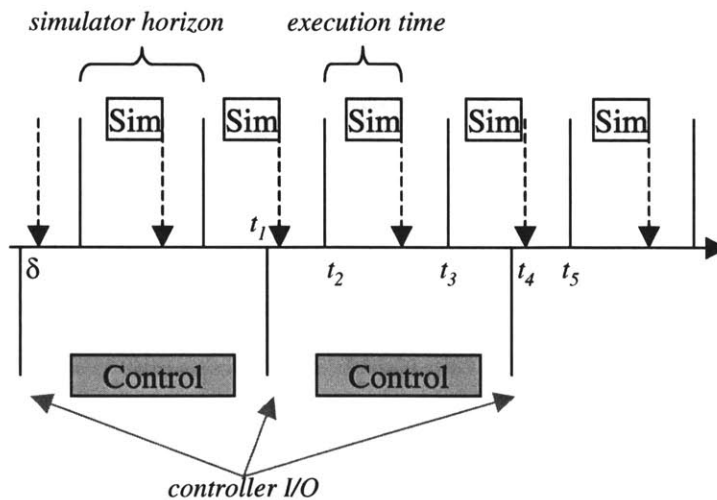 simulator horizon execution time
Sim Sim Sim Sim Sim
t1
δ t2 t3 t4 t5
Control Control
controller I/O